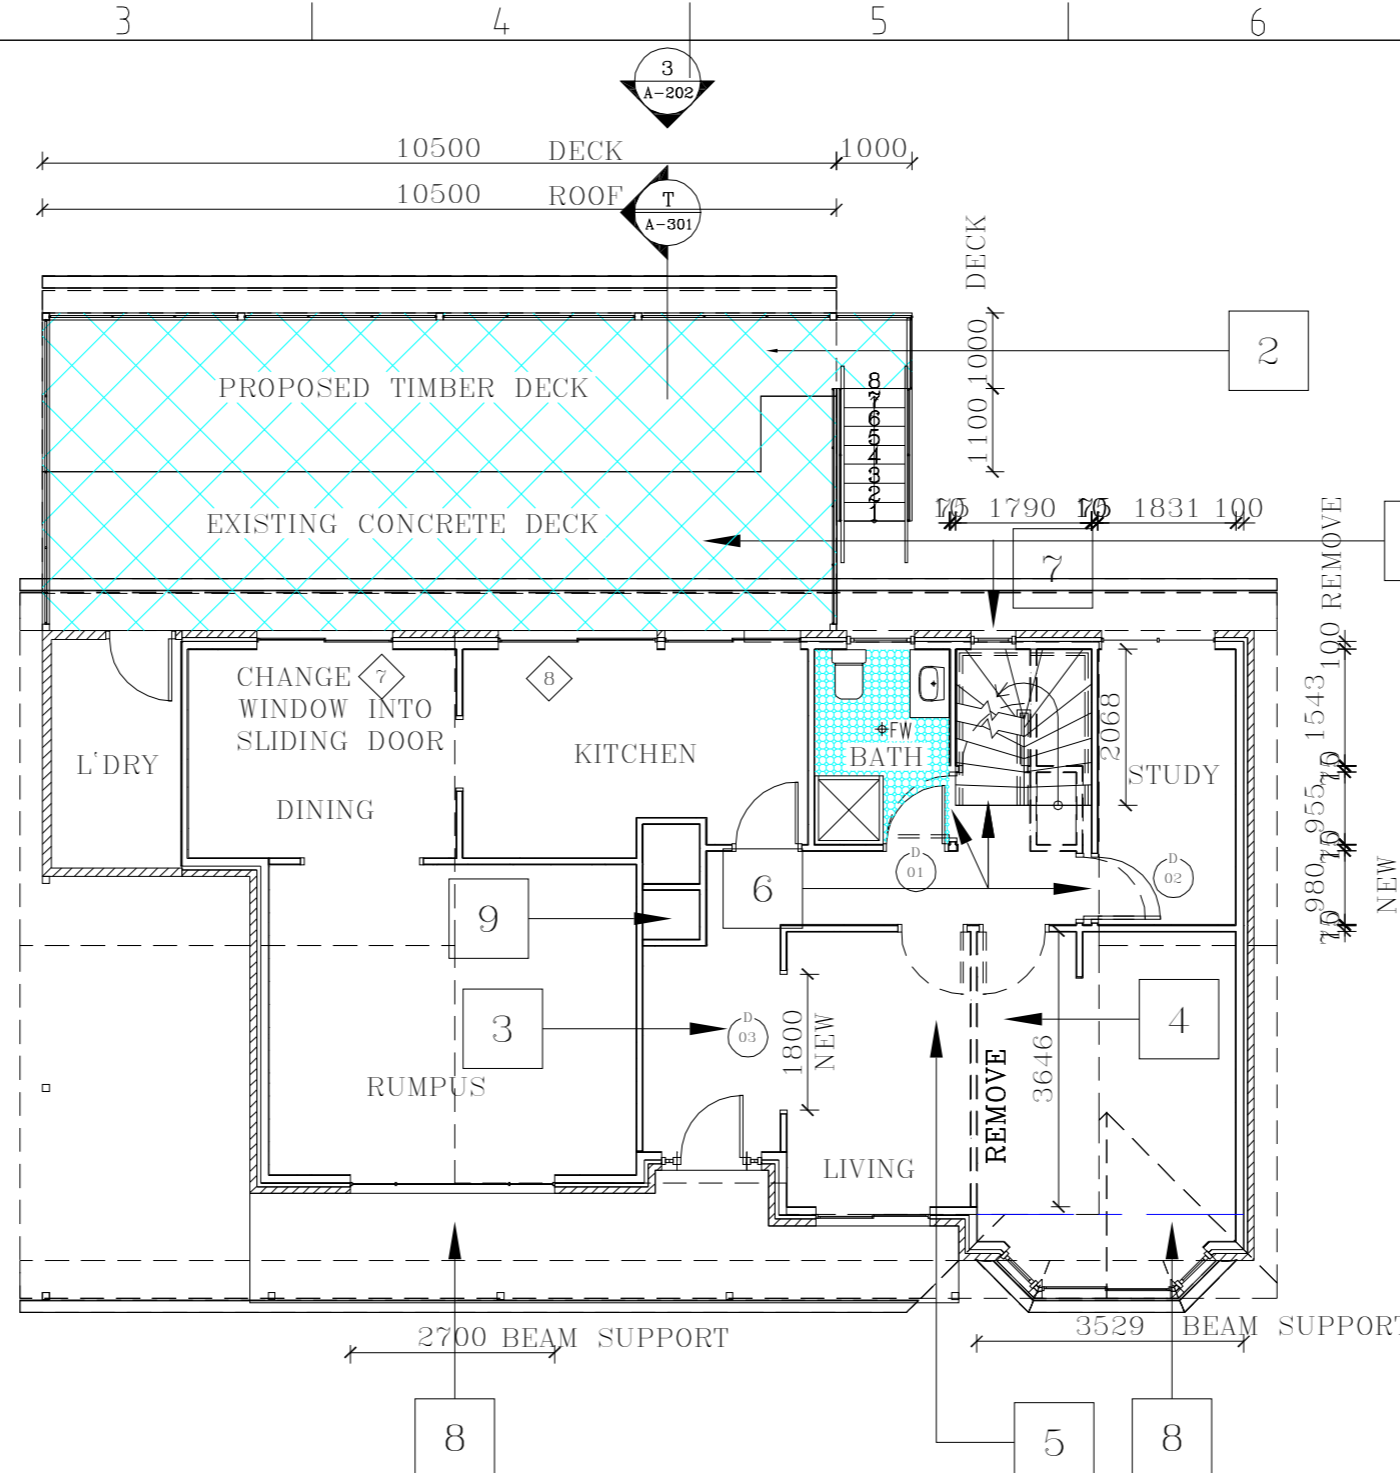 3 4 5 6
3
A-202
10500 DECK 1000
10500 ROOF
T
A-301
DECK
1000
1100
2
PROPOSED TIMBER DECK
8
7
6
5
4
3
2
1
EXISTING CONCRETE DECK
1790 1831 100
7
REMOVE
100
1543
955
980
NEW
CHANGE 7
WINDOW INTO
SLIDING DOOR
8
L'DRY
DINING
KITCHEN
FW
BATH
2068
STUDY
D
01
D
02
6
9
3
D
03
1800
NEW
4
REMOVE
3646
RUMPUS
LIVING
2700 BEAM SUPPORT
3529 BEAM SUPPORT
8
5
8